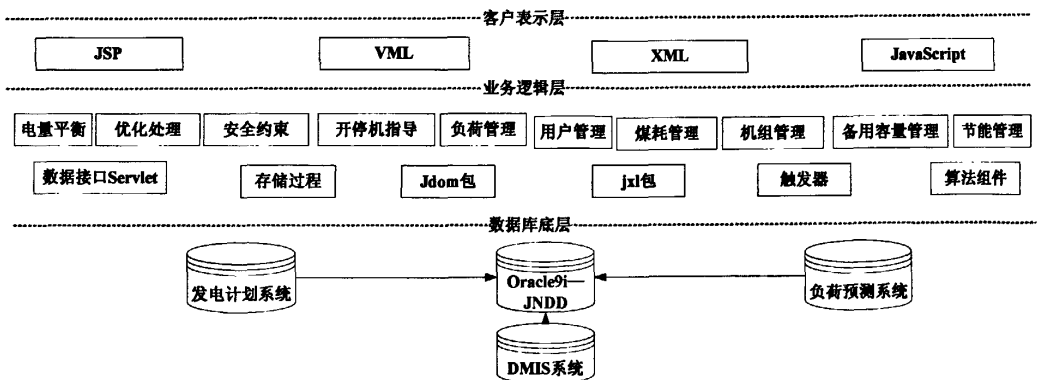 客户表示层
JSP
VML
XML
JavaScript
业务逻辑层
电量平衡
优化处理
安全约束
开停机指导
负荷管理
用户管理
煤耗管理
机组管理
备用容量管理
节能管理
数据接口Servlet
存储过程
Jdom包
jxl包
触发器
算法组件
数据库底层
发电计划系统
Oracle9i—
JNDD
负荷预测系统
DMIS系统